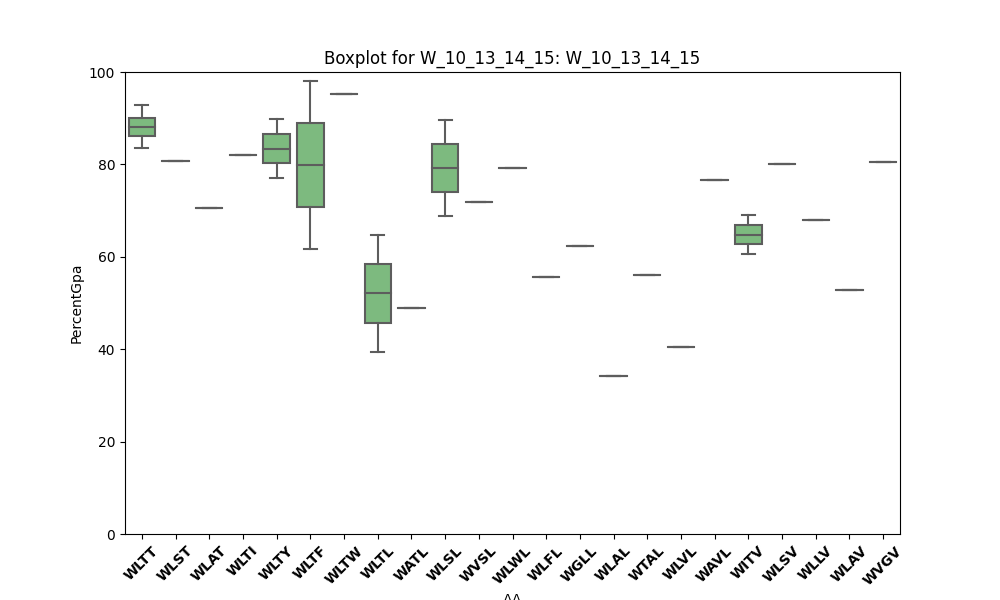 Boxplot for W_10_13_14_15: W_10_13_14_15
100
80
60
40
20
0
PercentGpa
WLTT
WLST
WLAT
WLTI
WLTY
WLTF
WLTW
WLTL
WATL
WLSL
WVSL
WLWL
WLFL
WGLL
WLAL
WTAL
WLVL
WAVL
WITV
WLSV
WLLV
WLAV
WVGV
AA